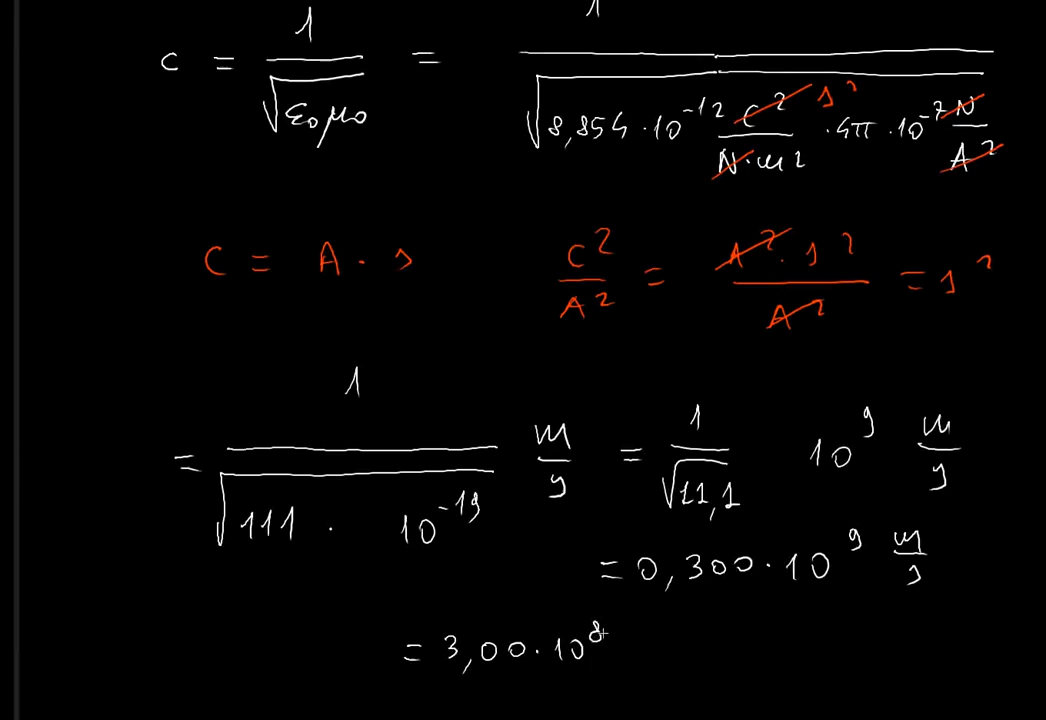 c = 1/√(ε₀μ₀) = 1/√(8,854 · 10⁻¹² C²/(N·m²) s² · 4π · 10⁻⁷ N/A²)
C = A · s    C²/A² = A² · s²/A² = s²
= 1/√(111 · 10⁻¹⁹) m/s = 1/√11,1 10⁹ m/s
= 0,300 · 10⁹ m/s
= 3,00 · 10⁸